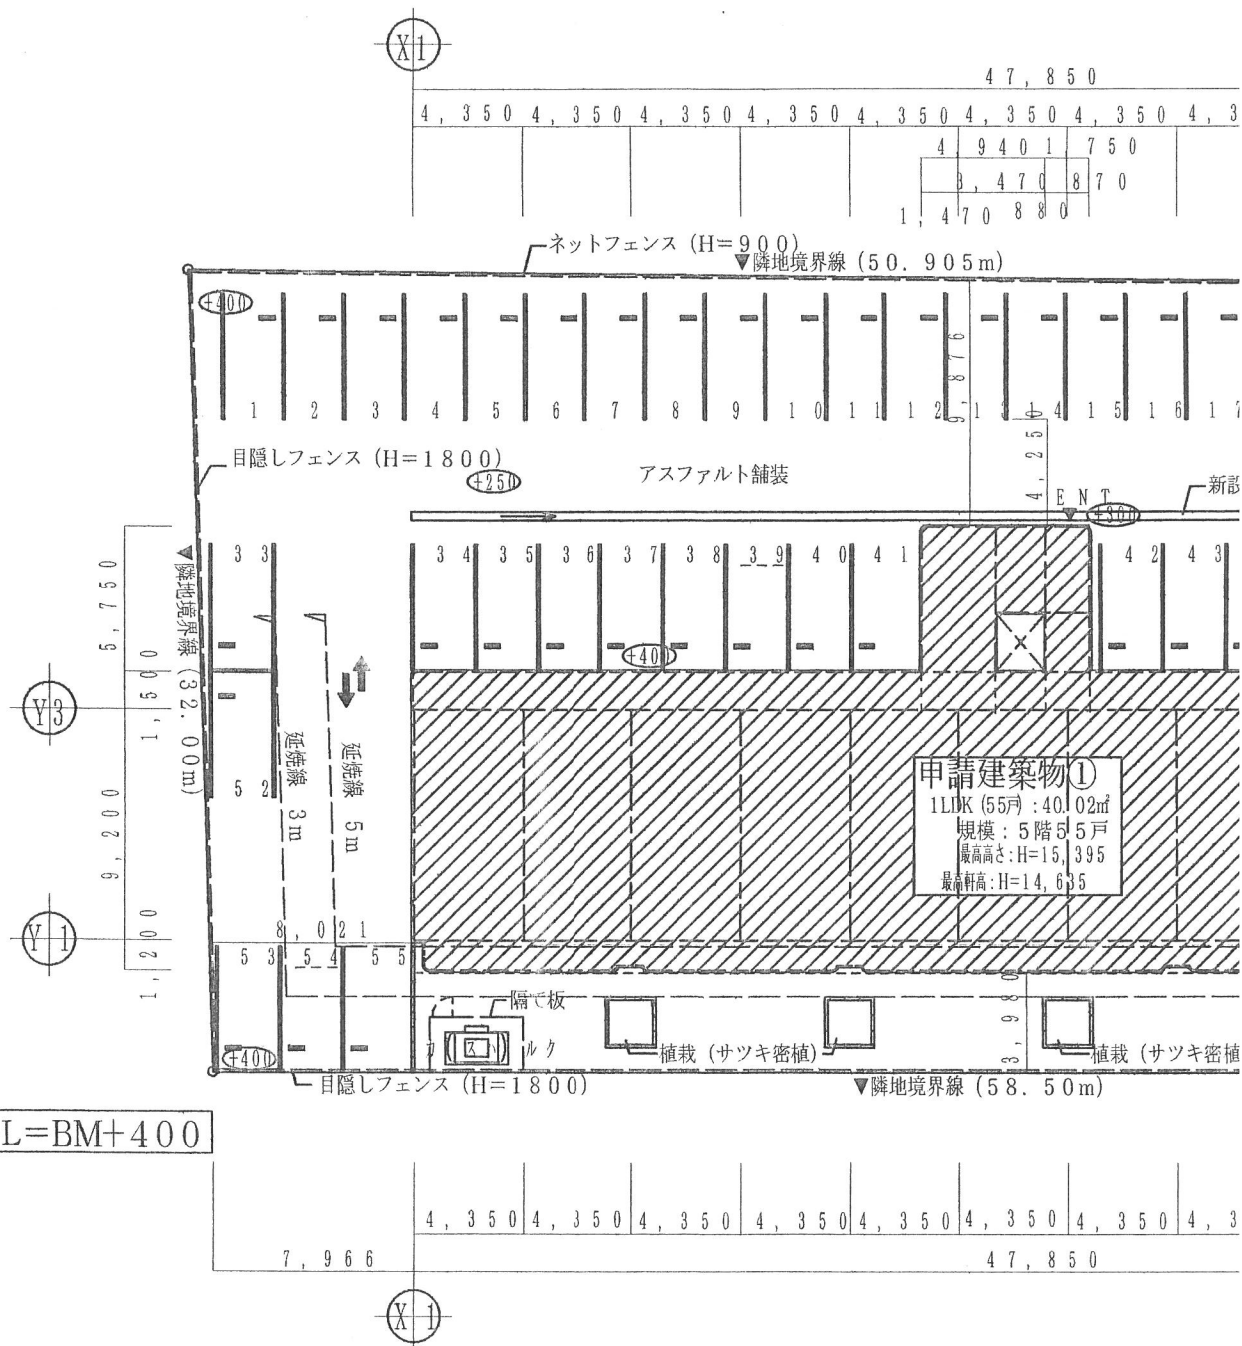 X1
47,850
4,350 4,350 4,350 4,350 4,350 4,350 4,350 4,3
4,940 1,750
3,470 870
1,470 880
ネットフェンス (H=900)
▼隣地境界線 (50.905m)
+400
9,876
1 2 3 4 5 6 7 8 9 10 11 12 13 14 15 16 17
4,250
目隠しフェンス (H=1800)
+250
アスファルト舗装
ENT
+300
新設
5,750
▼隣地境界線 (32.00m)
33
34 35 36 37 38 39 40 41 42 43
+400
1,500
Y3
52
延焼線 3m
延焼線 5m
9,200
申請建築物①
1LDK (55戸) : 40.02㎡
規模：5階55戸
最高高さ:H=15,395
最高軒高:H=14,635
Y1
8,021
1,200
53 54 55
+400
隔て板
ガスバルク
植栽 (サツキ密植)
3,980
植栽 (サツキ密植
目隠しフェンス (H=1800)
▼隣地境界線 (58.50m)
L=BM+400
4,350 4,350 4,350 4,350 4,350 4,350 4,350 4,3
7,966
47,850
X1